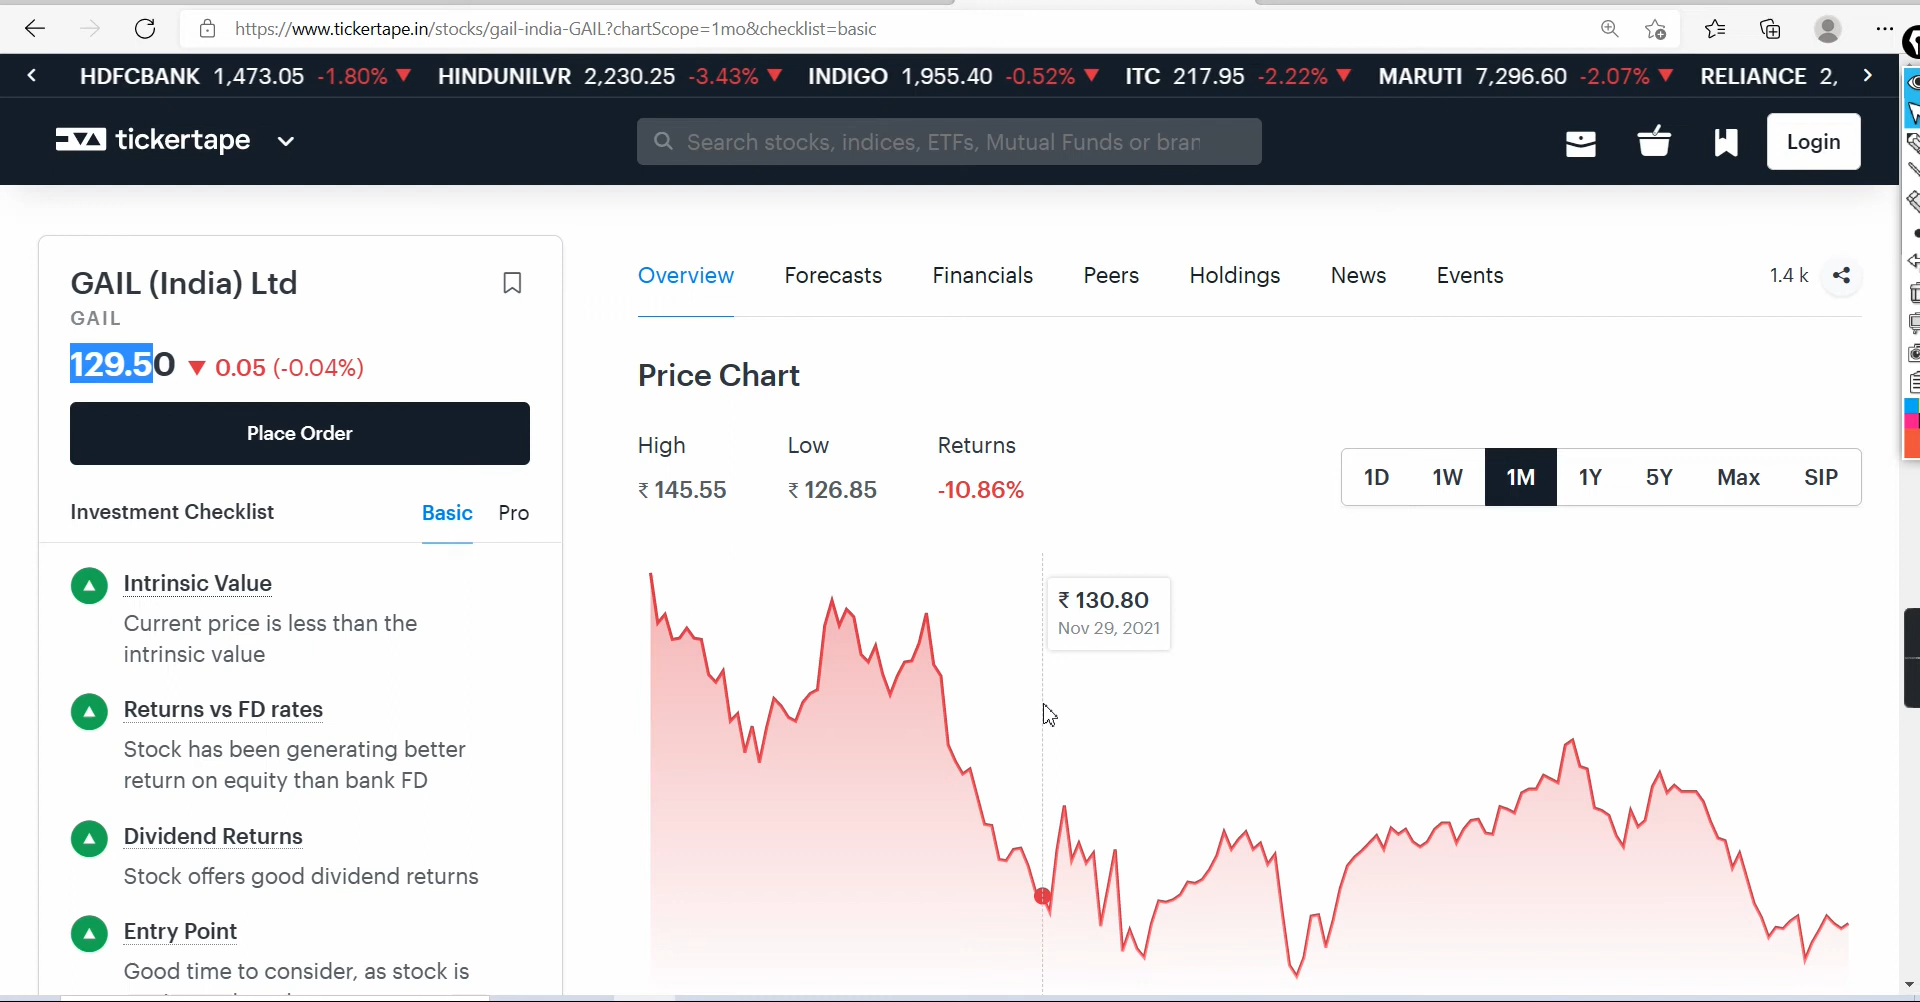 https://www.tickertape.in/stocks/gail-india-GAIL?chartScope=1mo&checklist=basic
HDFCBANK 1,473.05 -1.80% HINDUNILVR 2,230.25 -3.43% INDIGO 1,955.40 -0.52% ITC 217.95 -2.22% MARUTI 7,296.60 -2.07% RELIANCE 2,
tickertape
Search stocks, indices, ETFs, Mutual Funds or bran
Login
GAIL (India) Ltd
GAIL
129.50 0.05 (-0.04%)
Place Order
Investment Checklist Basic Pro
Intrinsic Value
Current price is less than the
intrinsic value
Returns vs FD rates
Stock has been generating better
return on equity than bank FD
Dividend Returns
Stock offers good dividend returns
Entry Point
Good time to consider, as stock is
Overview Forecasts Financials Peers Holdings News Events 1.4 k
Price Chart
High Low Returns
₹ 145.55 ₹ 126.85 -10.86%
1D 1W 1M 1Y 5Y Max SIP
₹ 130.80
Nov 29, 2021